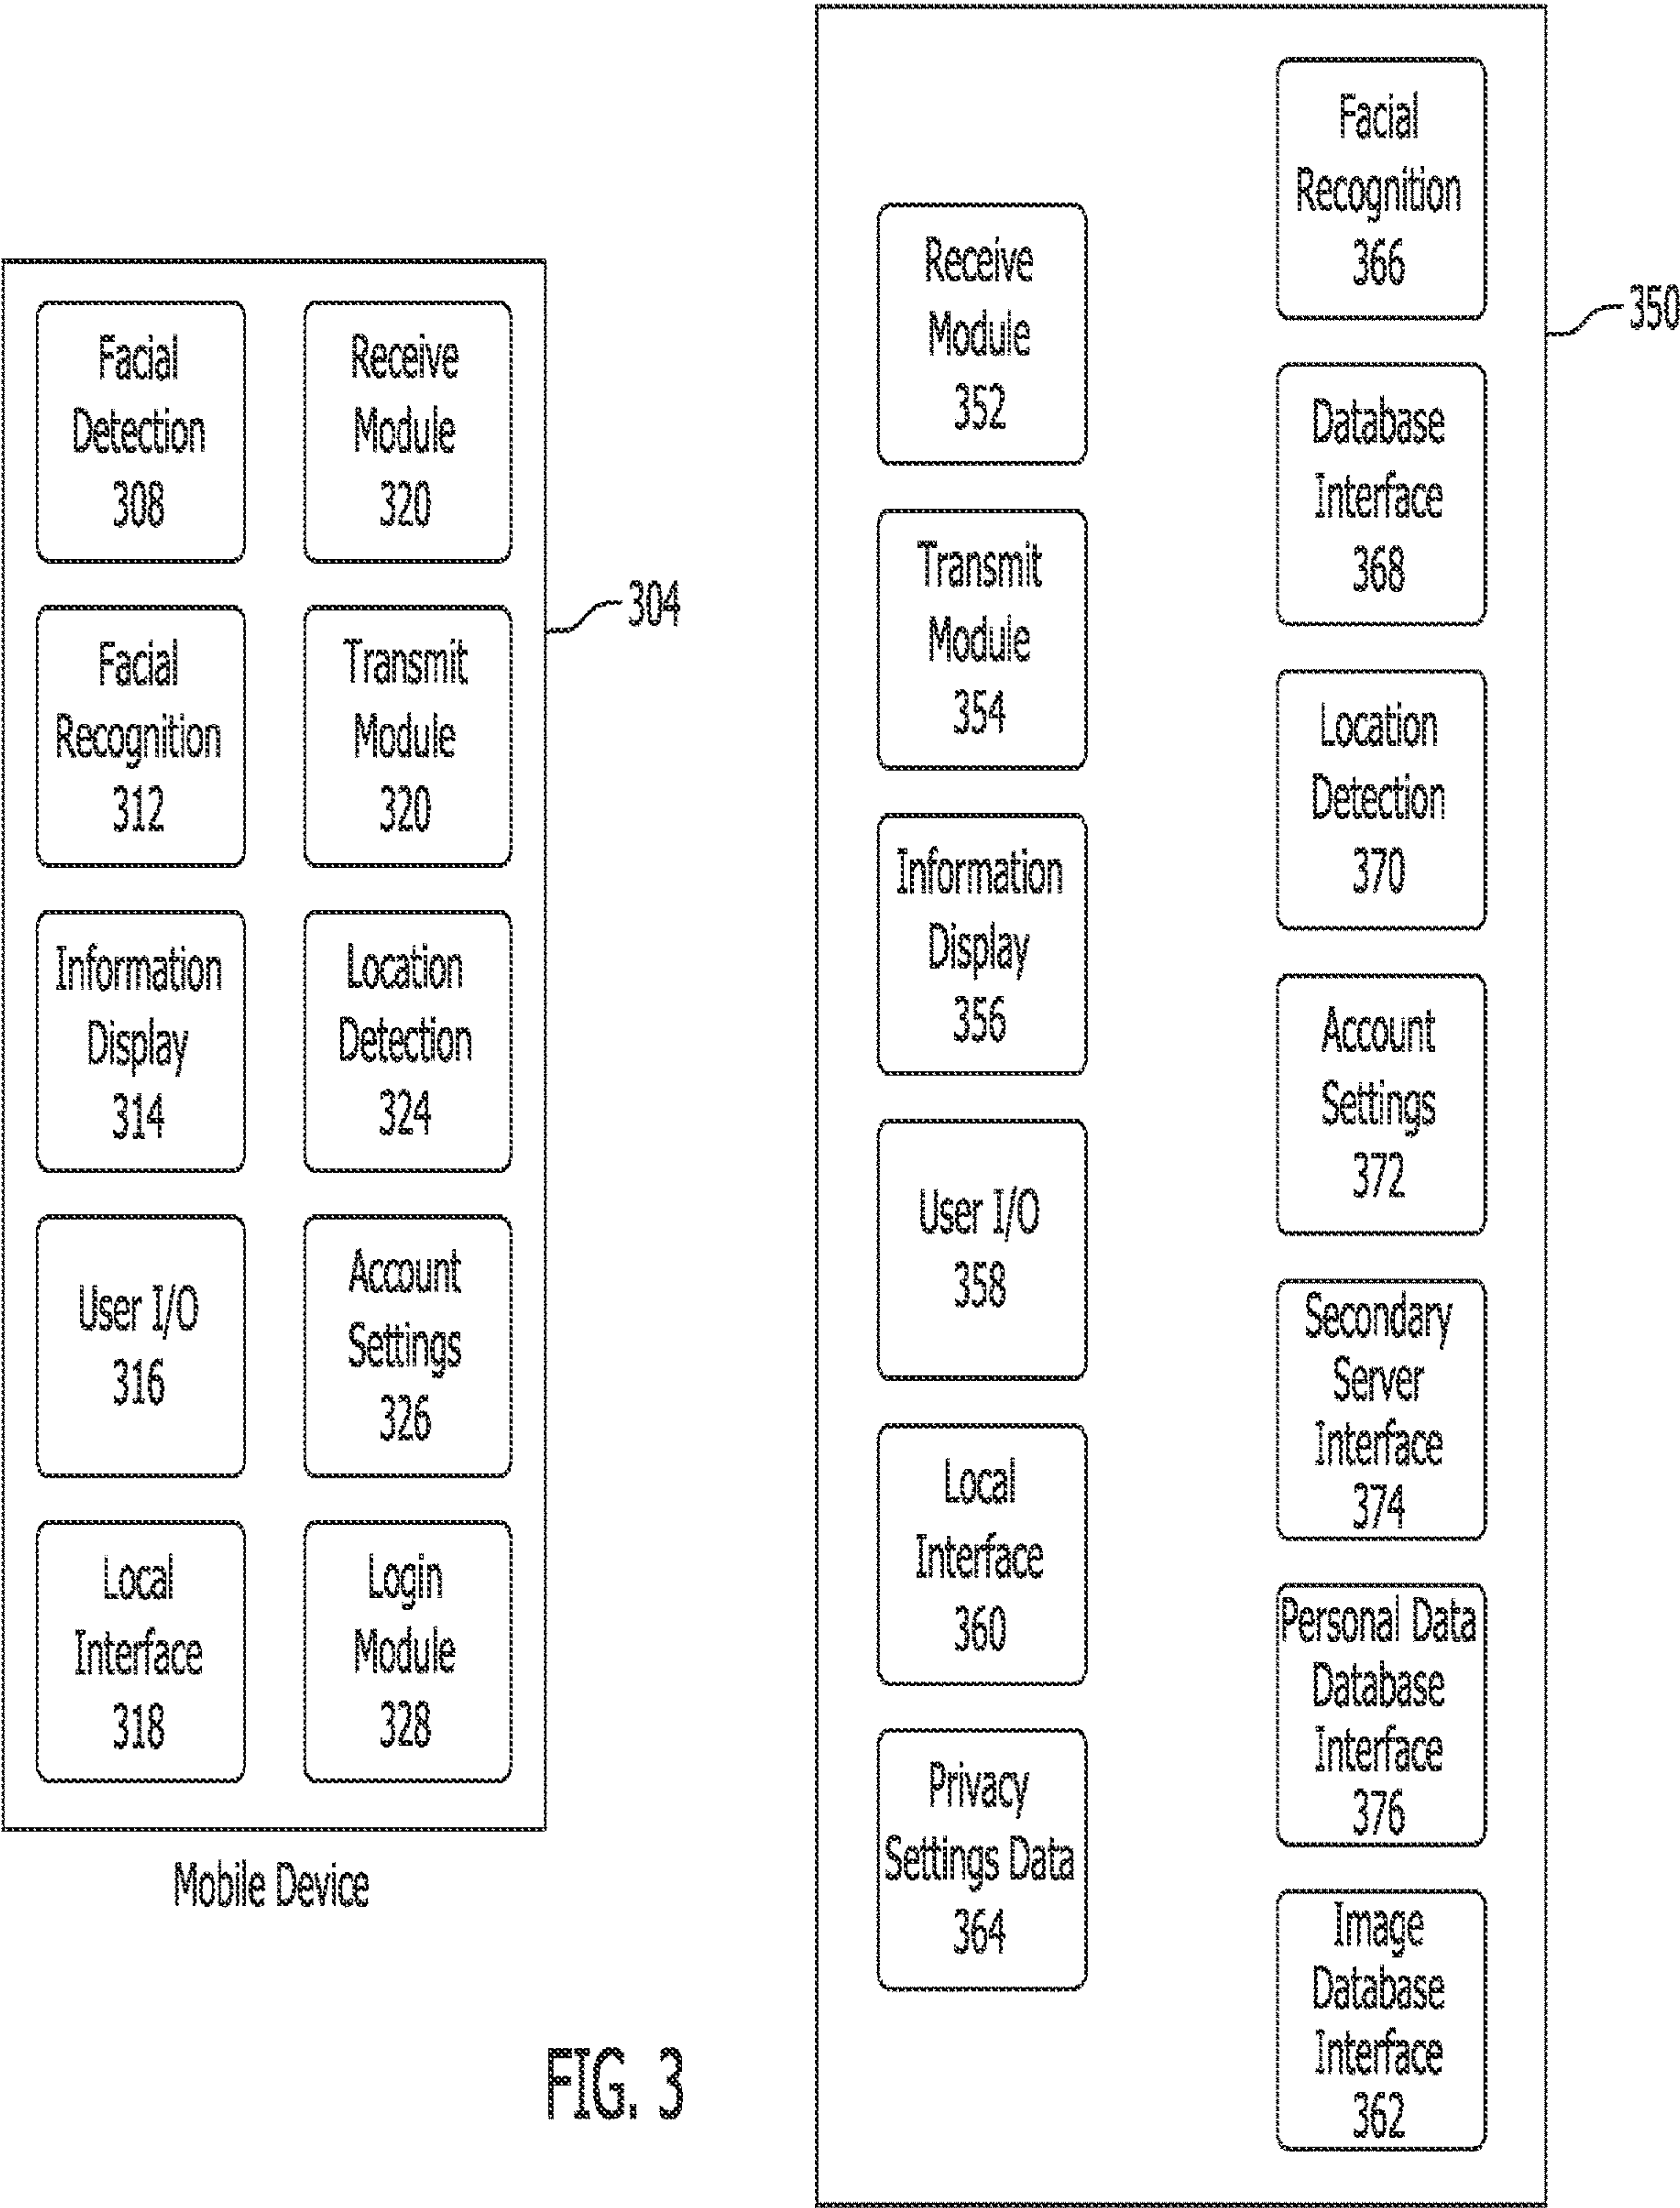 Facial
Detection
308
Receive
Module
320
Facial
Recognition
312
Transmit
Module
320
Information
Display
314
Location
Detection
324
User I/O
316
Account
Settings
326
Local
Interface
318
Login
Module
328
304
Mobile Device
Receive
Module
352
Transmit
Module
354
Information
Display
356
User I/O
358
Local
Interface
360
Privacy
Settings Data
364
Facial
Recognition
366
Database
Interface
368
Location
Detection
370
Account
Settings
372
Secondary
Server
Interface
374
Personal Data
Database
Interface
376
Image
Database
Interface
362
350
FIG. 3